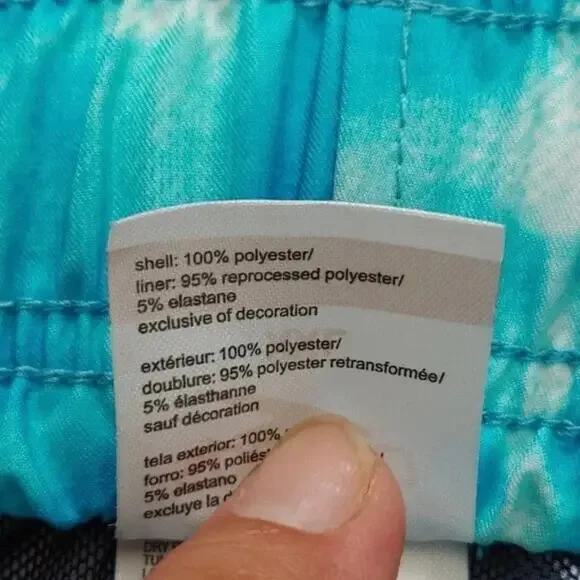 shell: 100% polyester/
liner: 95% reprocessed polyester/
5% elastane
exclusive of decoration
extérieur: 100% polyester/
doublure: 95% polyester retransformée/
5% élasthanne
sauf décoration
tela exterior: 100%
forro: 95%
5% elastano
excluye la